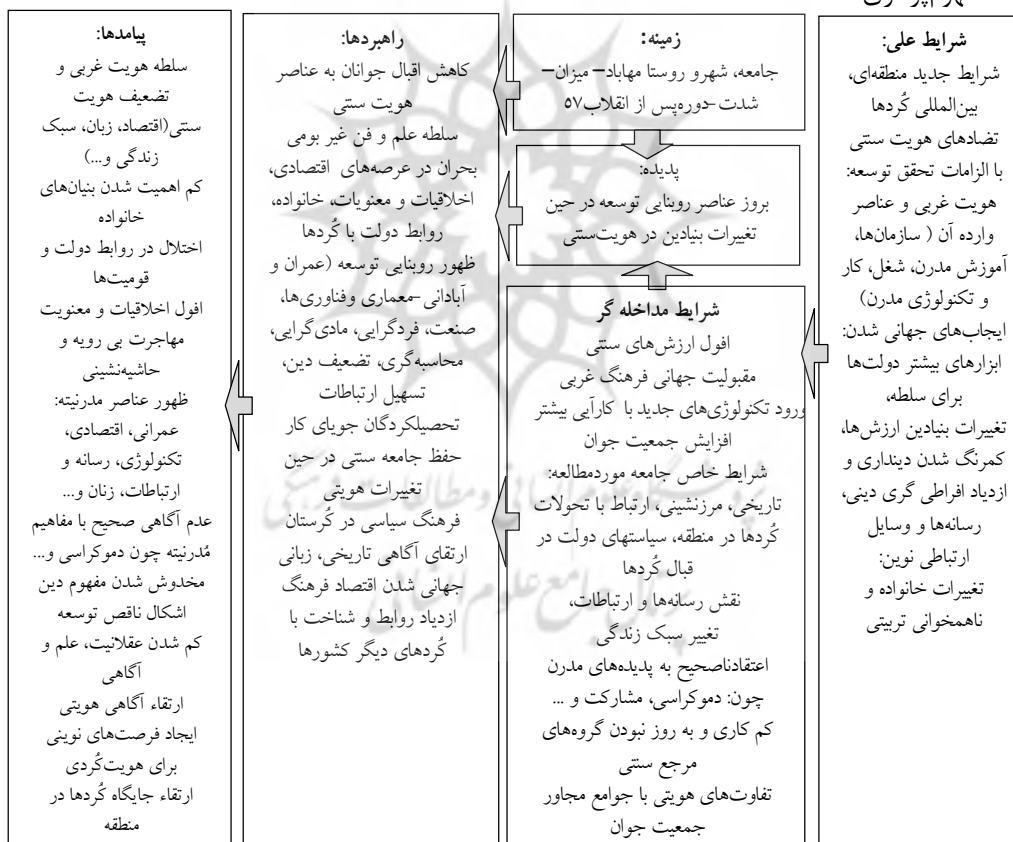 شرایط علی:
شرایط جدید منطقه‌ای،
بین‌المللی کُردها
تضادهای هویت سنتی
با الزامات تحقق توسعه:
هویت غربی و عناصر
وارده آن ( سازمان‌ها،
آموزش مدرن، شغل، کار
و تکنولوژی مدرن)
ایجاب‌های جهانی شدن:
ابزارهای بیشتر دولت‌ها
برای سلطه،
تغییرات بنیادین ارزش‌ها،
کمرنگ شدن دینداری و
ازدیاد افراطی گری دینی،
رسانه‌ها و وسایل
ارتباطی نوین:
تغییرات خانواده و
ناهمخوانی تربیتی
زمینه:
جامعه، شهرو روستا مهاباد– میزان–
شدت-دوره‌پس از انقلاب۵۷
پدیده:
بروز عناصر روبنایی توسعه در حین
تغییرات بنیادین در هویت‌سنتی
شرایط مداخله گر
افول ارزش‌های سنتی
مقبولیت جهانی فرهنگ غربی
ورود تکنولوژی‌های جدید با کارآیی بیشتر
افزایش جمعیت جوان
شرایط خاص جامعه موردمطالعه:
تاریخی، مرزنشینی، ارتباط با تحولات
کُردها در منطقه، سیاستهای دولت در
قبال کُردها
نقش رسانه‌ها و ارتباطات،
تغییر سبک زندگی
اعتقادناصحیح به پدیده‌های مدرن
چون: دموکراسی، مشارکت و ...
کم کاری و به روز نبودن گروه‌های
مرجع سنتی
تفاوت‌های هویتی با جوامع مجاور
جمعیت جوان
راهبردها:
کاهش اقبال جوانان به عناصر
هویت سنتی
سلطه علم و فن غیر بومی
بحران در عرصه‌های اقتصادی،
اخلاقیات و معنویات، خانواده،
روابط دولت با کُردها
ظهور روبنایی توسعه (عمران و
آبادانی-معماری وفناوری‌ها،
صنعت، فردگرایی، مادی‌گرایی،
محاسبه‌گری، تضعیف دین،
تسهیل ارتباطات
تحصیلکردگان جویای کار
حفظ جامعه سنتی در حین
تغییرات هویتی
فرهنگ سیاسی در کُرستان
ارتقای آگاهی تاریخی، زبانی
جهانی شدن اقتصاد فرهنگ
ازدیاد روابط و شناخت با
کُردهای دیگر کشورها
پیامدها:
سلطه هویت غربی و
تضعیف هویت
سنتی(اقتصاد، زبان، سبک
زندگی و...)
کم اهمیت شدن بنیان‌های
خانواده
اختلال در روابط دولت و
قومیت‌ها
افول اخلاقیات و معنویت
مهاجرت بی رویه و
حاشیه‌نشینی
ظهور عناصر مدرنیته:
عمرانی، اقتصادی،
تکنولوژی، رسانه و
ارتباطات، زنان و...
عدم آگاهی صحیح با مفاهیم
مُدرنیته چون دموکراسی و...
مخدوش شدن مفهوم دین
اشکال ناقص توسعه
کم شدن عقلانیت، علم و
آگاهی
ارتقاء آگاهی هویتی
ایجاد فرصت‌های نوینی
برای هویت‌کُردی
ارتقاء جایگاه کُردها در
منطقه
پژوهشگاه علوم انسانی و مطالعات فرهنگی
پرتال جامع علوم انسانی